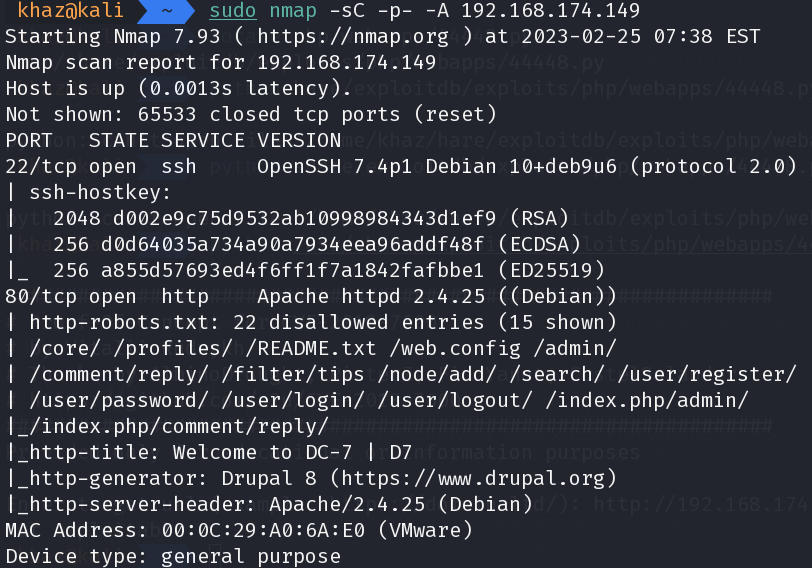 khaz@kali ~ sudo nmap -sC -p- -A 192.168.174.149
Starting Nmap 7.93 ( https://nmap.org ) at 2023-02-25 07:38 EST
Nmap scan report for 192.168.174.149
Host is up (0.0013s latency).
Not shown: 65533 closed tcp ports (reset)
PORT   STATE SERVICE VERSION
22/tcp open  ssh     OpenSSH 7.4p1 Debian 10+deb9u6 (protocol 2.0)
| ssh-hostkey:
|   2048 d002e9c75d9532ab10998984343d1ef9 (RSA)
|   256 d0d64035a734a90a7934eea96addf48f (ECDSA)
|_  256 a855d57693ed4f6ff1f7a1842fafbbe1 (ED25519)
80/tcp open  http    Apache httpd 2.4.25 ((Debian))
| http-robots.txt: 22 disallowed entries (15 shown)
| /core/ /profiles/ /README.txt /web.config /admin/
| /comment/reply/ /filter/tips /node/add/ /search/ /user/register/
| /user/password/ /user/login/ /user/logout/ /index.php/admin/
|_/index.php/comment/reply/
|_http-title: Welcome to DC-7 | D7
|_http-generator: Drupal 8 (https://www.drupal.org)
|_http-server-header: Apache/2.4.25 (Debian)
MAC Address: 00:0C:29:A0:6A:E0 (VMware)
Device type: general purpose